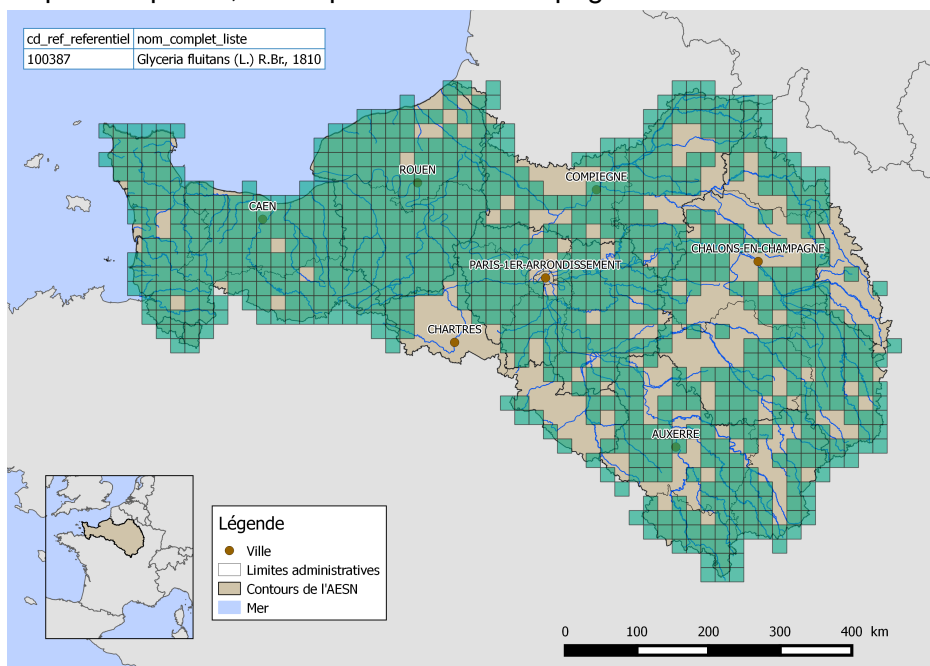 cd_ref_referentiel nom_complet_liste
100387 Glyceria fluitans (L.) R.Br., 1810
ROUEN
COMPIEGNE
CAEN
CHALONS-EN-CHAMPAGNE
PARIS-1ER-ARRONDISSEMENT
CHARTRES
AUXERRE
Légende
Ville
Limites administratives
Contours de l'AESN
Mer
0 100 200 300 400 km